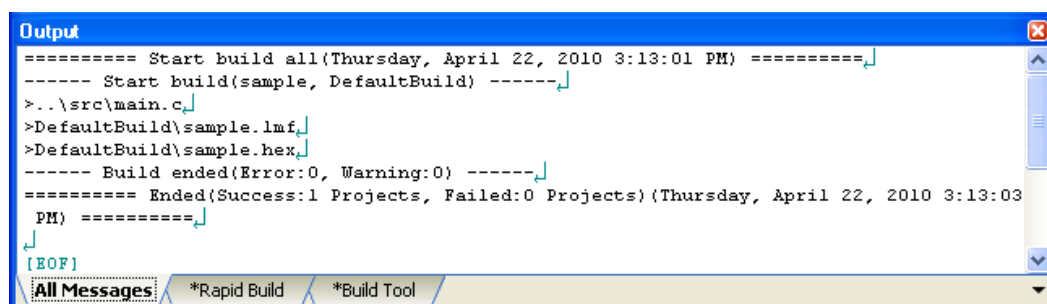 Output
========== Start build all(Thursday, April 22, 2010 3:13:01 PM) ==========
------ Start build(sample, DefaultBuild) ------
>..\src\main.c
>DefaultBuild\sample.lmf
>DefaultBuild\sample.hex
------ Build ended(Error:0, Warning:0) ------
========== Ended(Success:1 Projects, Failed:0 Projects)(Thursday, April 22, 2010 3:13:03
PM) ==========
[EOF]
All Messages *Rapid Build *Build Tool